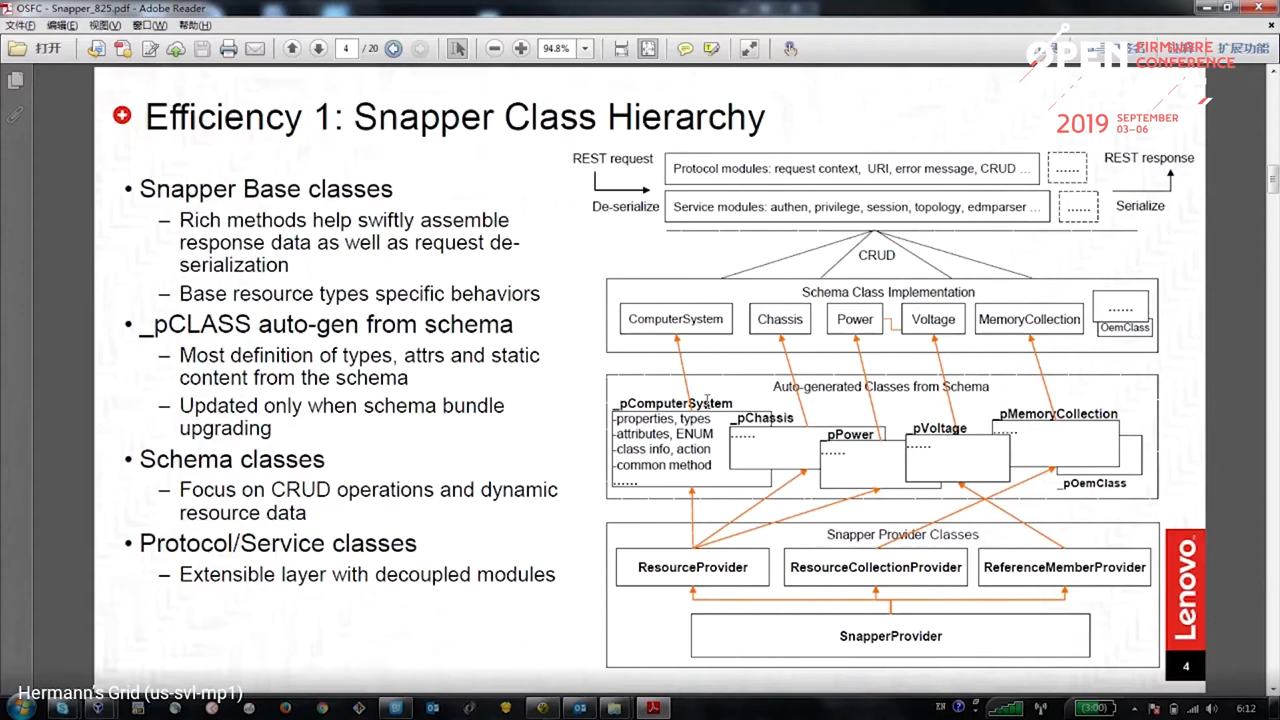 OSFC - Snapper_825.pdf - Adobe Reader
文件(F) 编辑(E) 视图(V) 窗口(W) 帮助(H)
打开 4 / 20 94.8% 扩展功能
OPEN FIRMWARE CONFERENCE
2019 SEPTEMBER 03-06
Efficiency 1: Snapper Class Hierarchy
• Snapper Base classes
– Rich methods help swiftly assemble
response data as well as request de-
serialization
– Base resource types specific behaviors
• _pCLASS auto-gen from schema
– Most definition of types, attrs and static
content from the schema
– Updated only when schema bundle
upgrading
• Schema classes
– Focus on CRUD operations and dynamic
resource data
• Protocol/Service classes
– Extensible layer with decoupled modules
REST request
De-serialize
Protocol modules: request context, URI, error message, CRUD ...
......
Service modules: authen, privilege, session, topology, edmparser ...
......
REST response
Serialize
CRUD
Schema Class Implementation
ComputerSystem
Chassis
Power
Voltage
MemoryCollection
......
OemClass
Auto-generated Classes from Schema
_pComputerSystem
-properties, types
-attributes, ENUM
-class info, action
-common method
......
_pChassis
......
_pPower
......
_pVoltage
......
_pMemoryCollection
......
_pOemClass
Snapper Provider Classes
ResourceProvider
ResourceCollectionProvider
ReferenceMemberProvider
SnapperProvider
Lenovo
4
Hermann's Grid (us-svl-mp1)
EN (3:00) 6:12